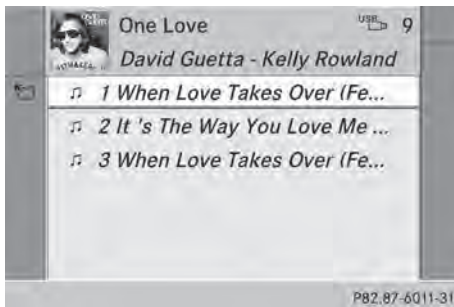 One Love USB 9
David Guetta - Kelly Rowland
1 When Love Takes Over (Fe...
2 It 's The Way You Love Me ...
3 When Love Takes Over (Fe...
P82.87-6011-31